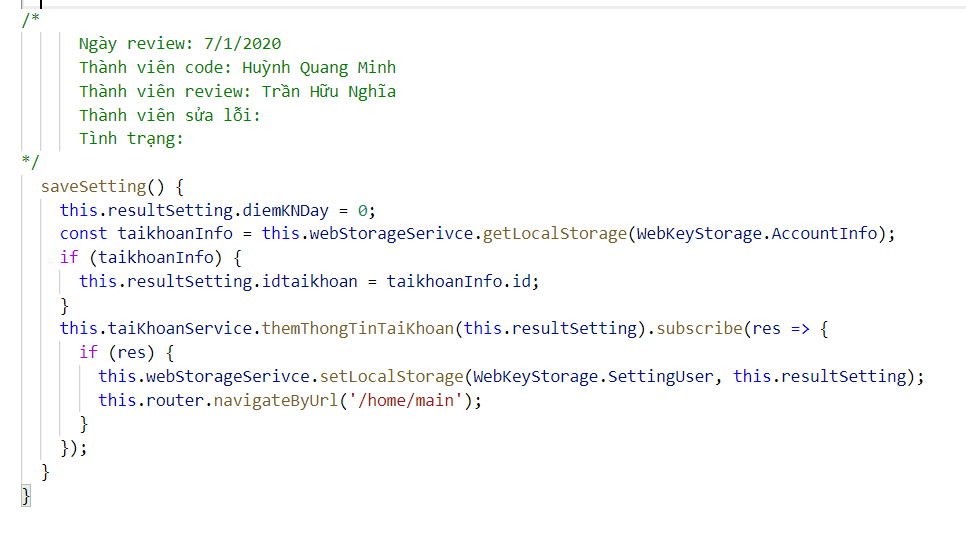 /*
Ngày review: 7/1/2020
Thành viên code: Huỳnh Quang Minh
Thành viên review: Trần Hữu Nghĩa
Thành viên sửa lỗi:
Tình trạng:
*/
saveSetting() {
this.resultSetting.diemKNDay = 0;
const taikhoanInfo = this.webStorageSerivce.getLocalStorage(WebKeyStorage.AccountInfo);
if (taikhoanInfo) {
this.resultSetting.idtaikhoan = taikhoanInfo.id;
}
this.taiKhoanService.themThongTinTaiKhoan(this.resultSetting).subscribe(res => {
if (res) {
this.webStorageSerivce.setLocalStorage(WebKeyStorage.SettingUser, this.resultSetting);
this.router.navigateByUrl('/home/main');
}
});
}
}